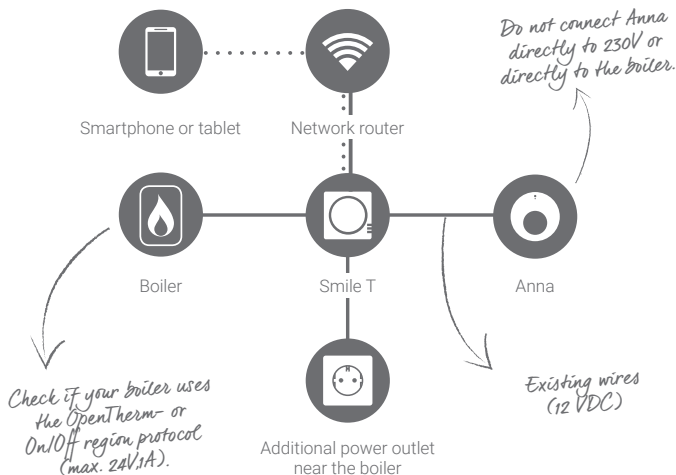 Do not connect Anna
directly to 230V or
directly to the boiler.
Smartphone or tablet
Network router
Boiler
Smile T
Anna
Check if your boiler uses
the OpenTherm- or
On/Off region protocol
(max. 24V,1A).
Existing wires
(12 VDC)
Additional power outlet
near the boiler